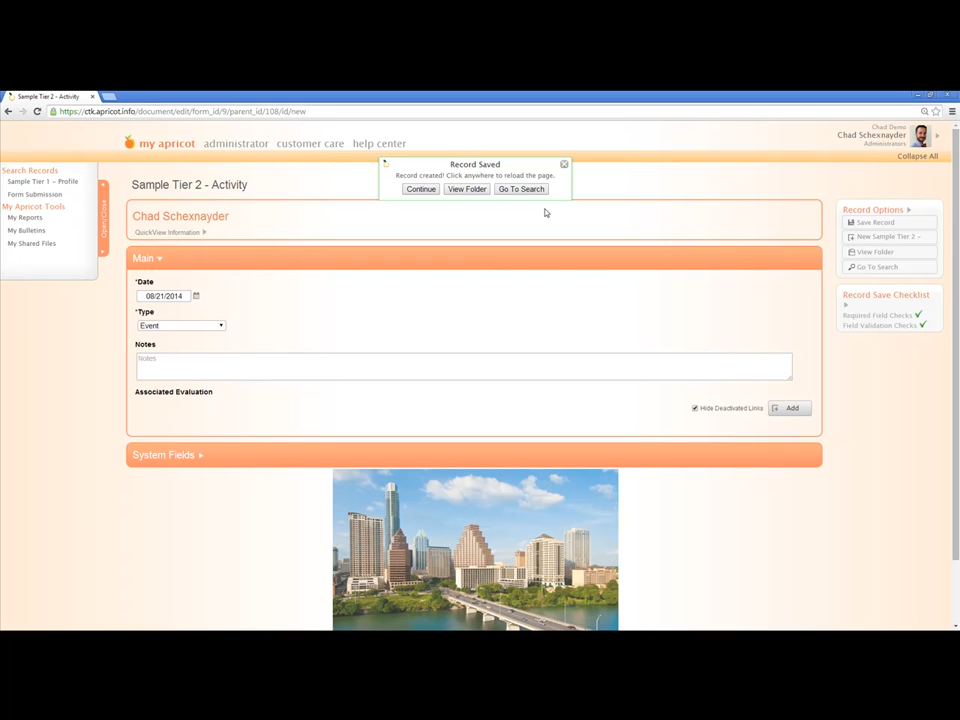 Sample Tier 2 - Activity ×
https://ctk.apricot.info/document/edit/form_id/9/parent_id/108/id/new
my apricot administrator customer care help center
Chad Demo
Chad Schexnayder
Administrators
Collapse All
Search Records
Sample Tier 1 - Profile
Form Submission
My Apricot Tools
My Reports
My Bulletins
My Shared Files
Open/Close
Sample Tier 2 - Activity
Record Saved
Record created! Click anywhere to reload the page.
Continue View Folder Go To Search
Chad Schexnayder
QuickView Information
Main
*Date
08/21/2014
*Type
Event
Notes
Notes
Associated Evaluation
Hide Deactivated Links Add
System Fields
Record Options
Save Record
New Sample Tier 2 -
View Folder
Go To Search
Record Save Checklist
Required Field Checks
Field Validation Checks